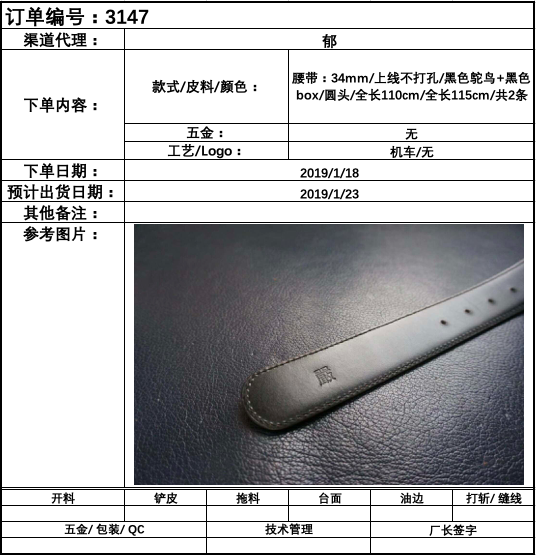 订单编号：3147
渠道代理：
郁
下单内容：
款式/皮料/颜色：
腰带：34mm/上线不打孔/黑色鸵鸟+黑色
box/圆头/全长110cm/全长115cm/共2条
五金：
无
工艺/Logo：
机车/无
下单日期：
2019/1/18
预计出货日期：
2019/1/23
其他备注：
参考图片：
开料
铲皮
拖料
台面
油边
打斩/ 缝线
五金/ 包装/ QC
技术管理
厂长签字